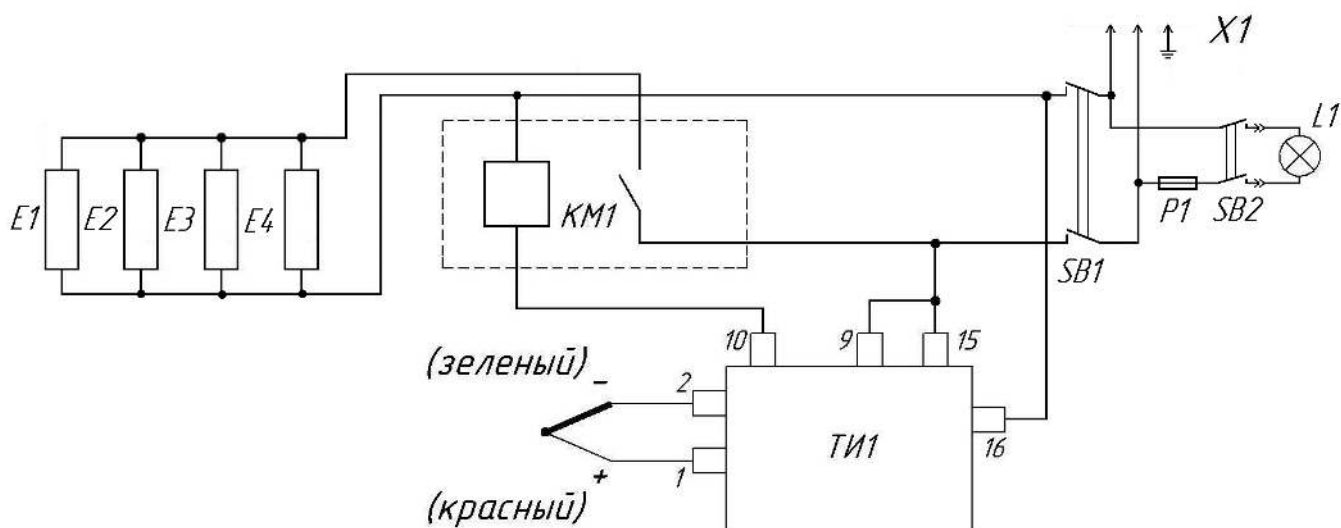 X1
L1
E1
E2
E3
E4
KM1
P1
SB2
SB1
10
9
15
(зеленый)
–
2
ТИ1
16
+
1
(красный)